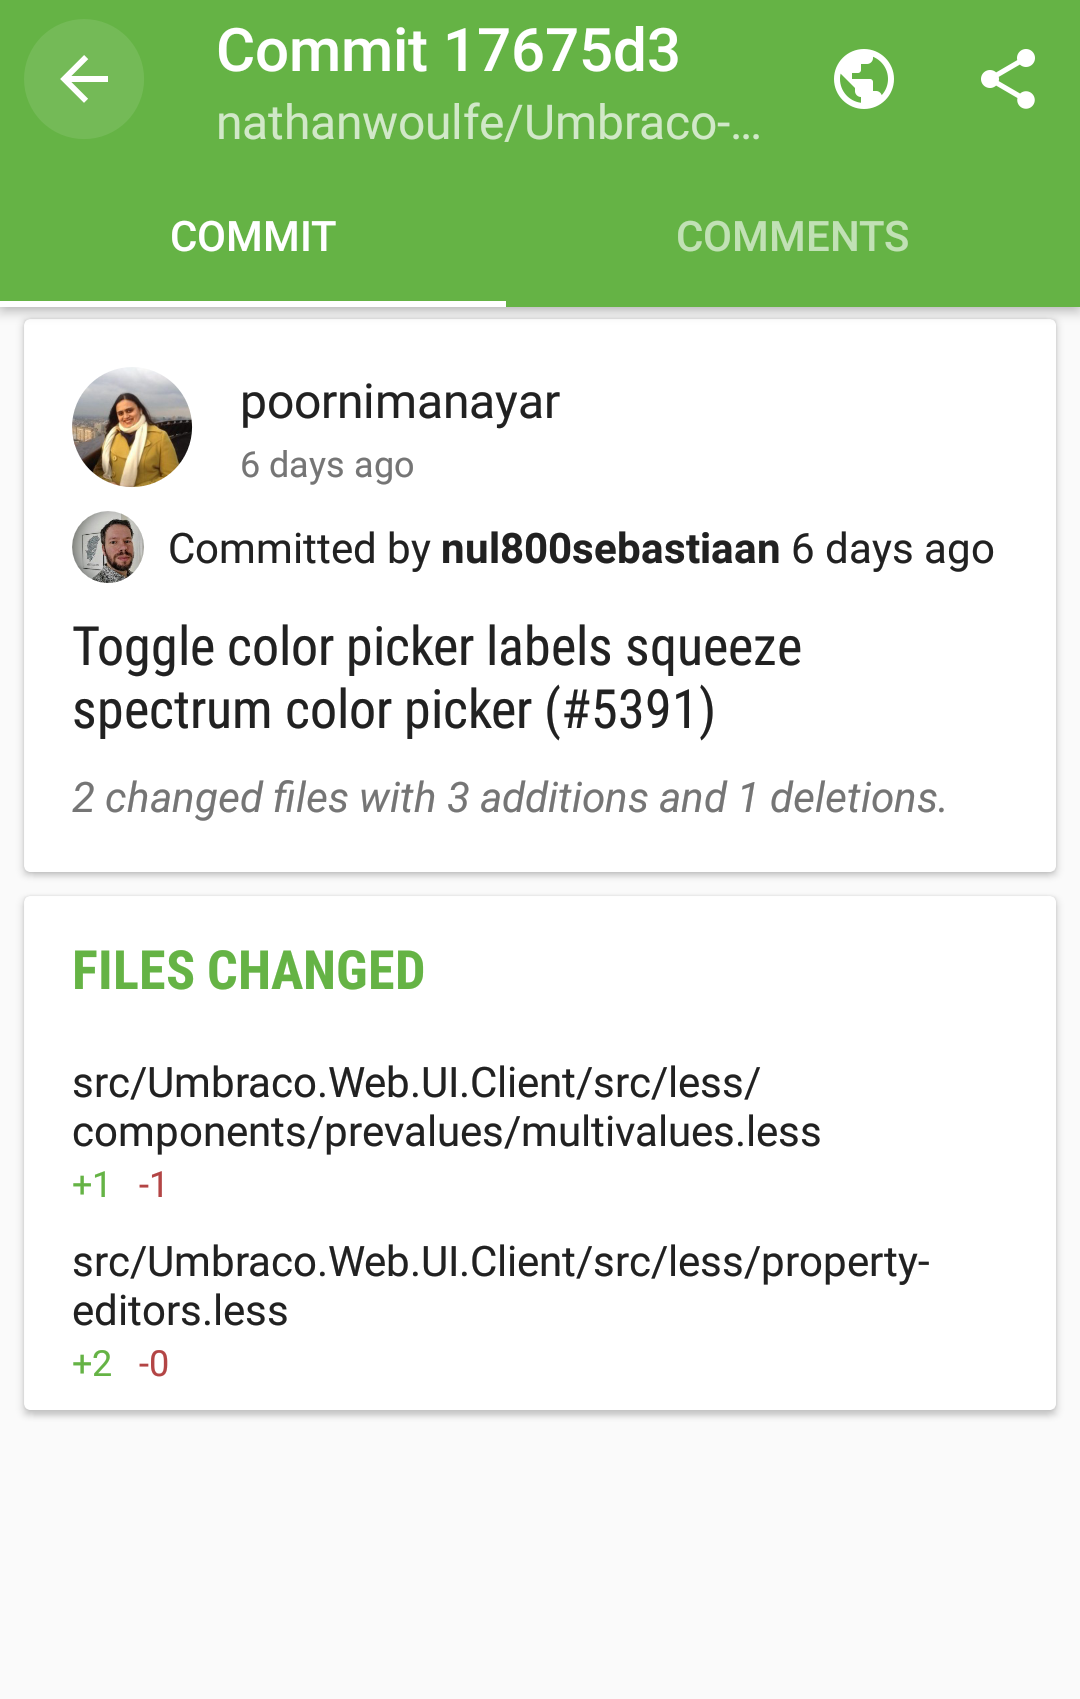 Commit 17675d3
nathanwoulfe/Umbraco-...
COMMIT
COMMENTS
poornimanayar
6 days ago
Committed by nul800sebastiaan 6 days ago
Toggle color picker labels squeeze
spectrum color picker (#5391)
2 changed files with 3 additions and 1 deletions.
FILES CHANGED
src/Umbraco.Web.UI.Client/src/less/
components/prevalues/multivalues.less
+1 -1
src/Umbraco.Web.UI.Client/src/less/property-
editors.less
+2 -0